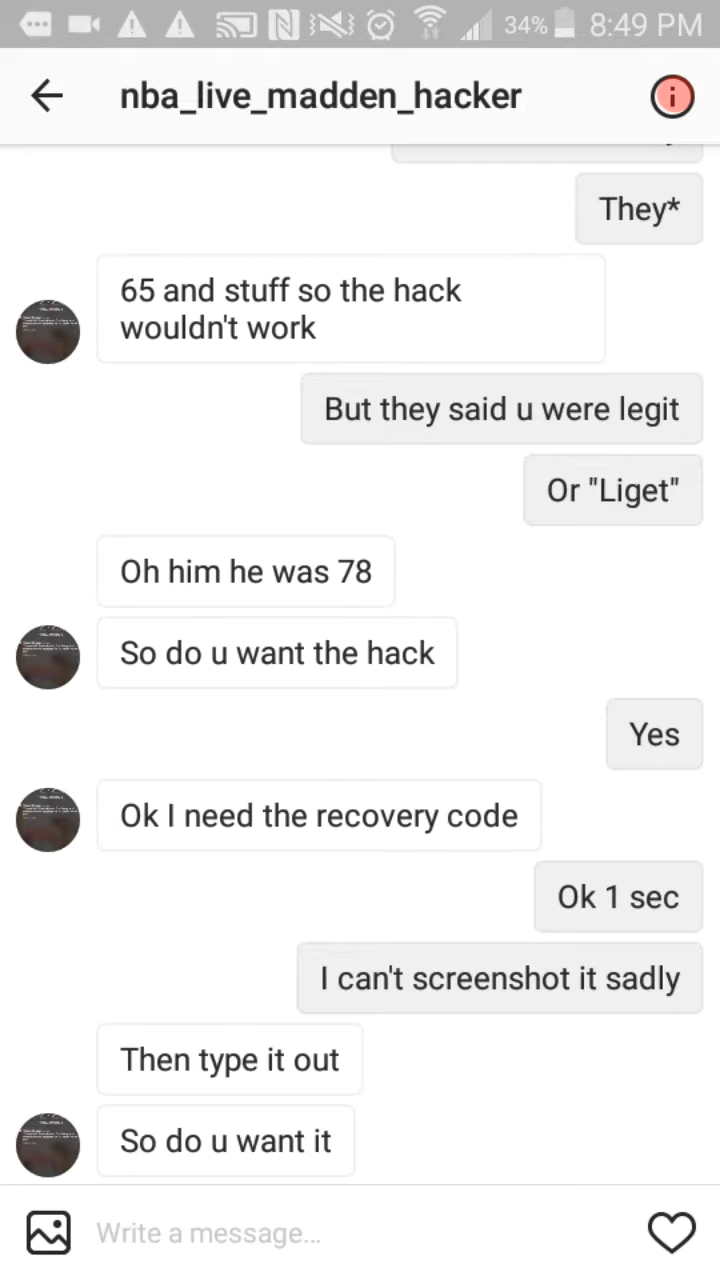 34% 8:49 PM
nba_live_madden_hacker
They*
65 and stuff so the hack
wouldn't work
But they said u were legit
Or "Liget"
Oh him he was 78
So do u want the hack
Yes
Ok I need the recovery code
Ok 1 sec
I can't screenshot it sadly
Then type it out
So do u want it
Write a message...